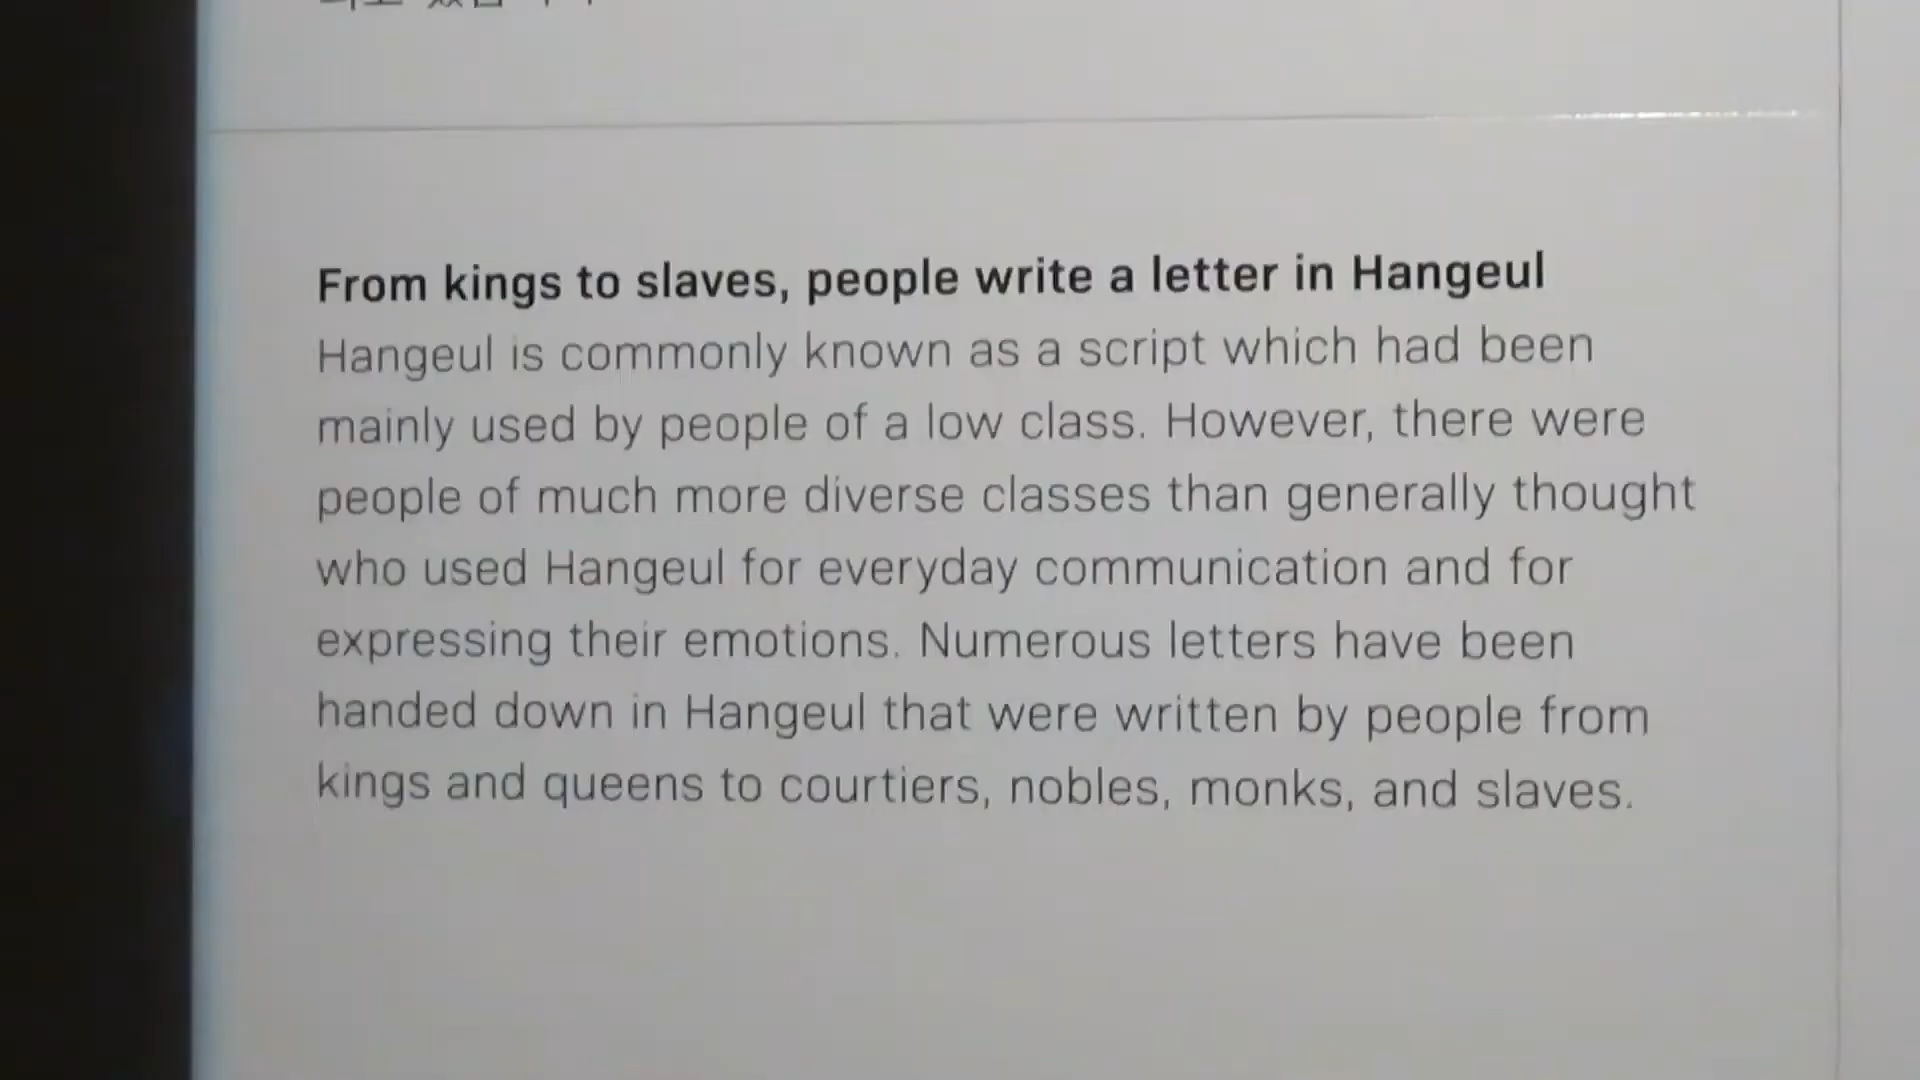 From kings to slaves, people write a letter in Hangeul
Hangeul is commonly known as a script which had been
mainly used by people of a low class. However, there were
people of much more diverse classes than generally thought
who used Hangeul for everyday communication and for
expressing their emotions. Numerous letters have been
handed down in Hangeul that were written by people from
kings and queens to courtiers, nobles, monks, and slaves.